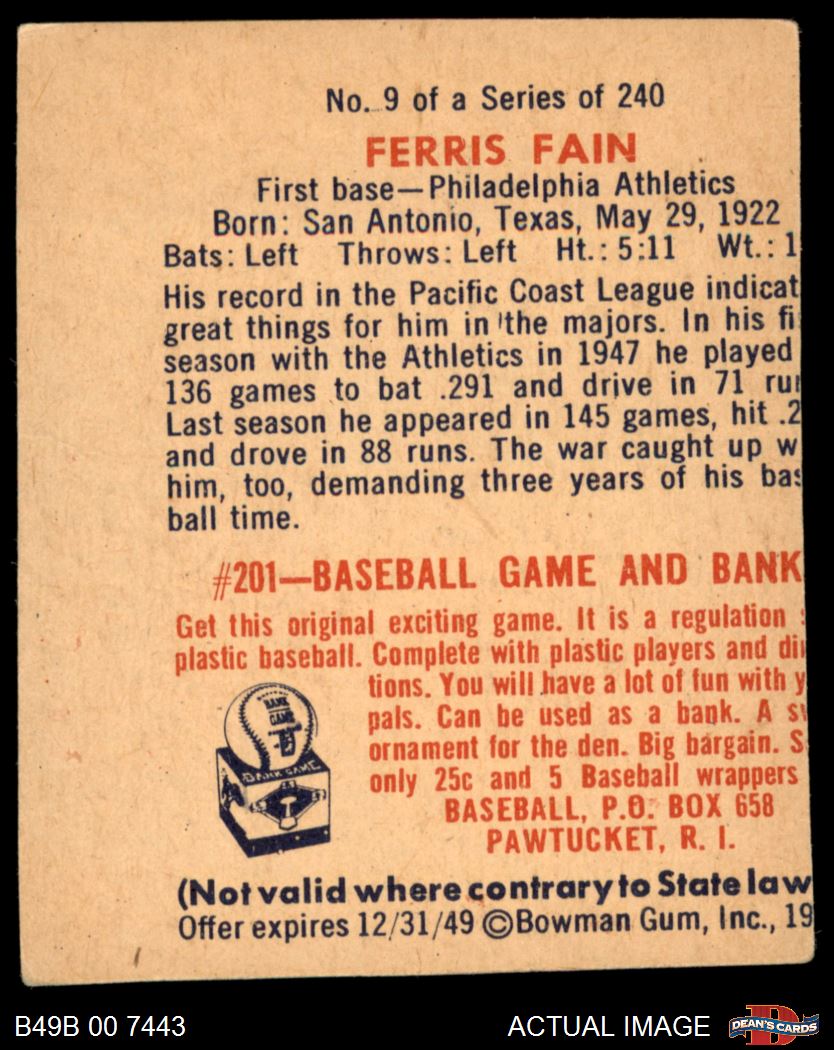 No. 9 of a Series of 240
FERRIS FAIN
First base—Philadelphia Athletics
Born: San Antonio, Texas, May 29, 1922
Bats: Left Throws: Left Ht.: 5:11 Wt.: 1
His record in the Pacific Coast League indicat
great things for him in the majors. In his fi
season with the Athletics in 1947 he played
136 games to bat .291 and drive in 71 ru
Last season he appeared in 145 games, hit .2
and drove in 88 runs. The war caught up w
him, too, demanding three years of his bas
ball time.
#201—BASEBALL GAME AND BANK
Get this original exciting game. It is a regulation
plastic baseball. Complete with plastic players and di
tions. You will have a lot of fun with y
pals. Can be used as a bank. A s
ornament for the den. Big bargain. S
only 25c and 5 Baseball wrappers
BASEBALL, P.O. BOX 658
PAWTUCKET, R. I.
BANK
GAME
BANK GAME
(Not valid where contrary to State law
Offer expires 12/31/49 ©Bowman Gum, Inc., 19
B49B 00 7443
ACTUAL IMAGE
D
DEAN'S CARDS